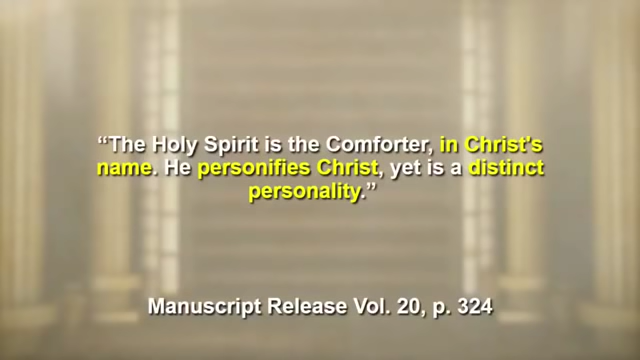 “The Holy Spirit is the Comforter, in Christ's
name. He personifies Christ, yet is a distinct
personality.”
Manuscript Release Vol. 20, p. 324